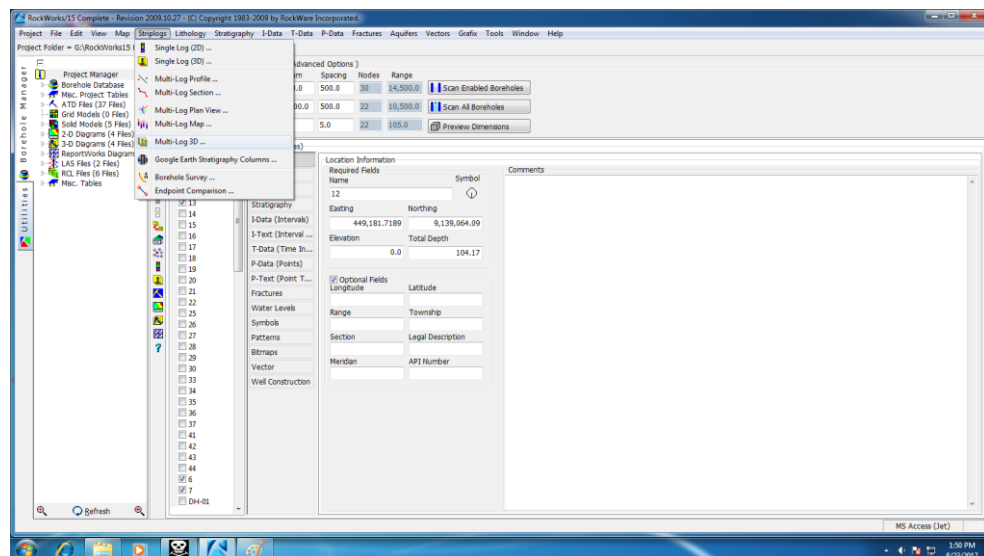 RockWorks/15 Complete - Revision 2009.10.27 - (C) Copyright 1983-2009 by RockWare Incorporated.
Project File Edit View Map Striplogs Lithology Stratigraphy I-Data T-Data P-Data Fractures Aquifers Vectors Grafix Tools Window Help
Project Folder = G:\RockWorks15
Single Log (2D) ...
Single Log (3D) ...
Multi-Log Profile ...
Multi-Log Section ...
Multi-Log Plan View ...
Multi-Log Map ...
Multi-Log 3D ...
Google Earth Stratigraphy Columns ...
Borehole Survey ...
Endpoint Comparison ...
Borehole Manager
Utilities
Project Manager
Borehole Database
Misc. Project Tables
ATD Files (37 Files)
Grid Models (0 Files)
Solid Models (5 Files)
2-D Diagrams (4 Files)
3-D Diagrams (4 Files)
ReportWorks Diagram
LAS Files (2 Files)
RCL Files (6 Files)
Misc. Tables
Refresh
Options )
Spacing Nodes Range
500.0 30 14,500.0 Scan Enabled Boreholes
500.0 22 10,500.0 Scan All Boreholes
5.0 22 105.0 Preview Dimensions
13
14
15
16
17
18
19
20
21
22
25
26
27
28
29
30
33
34
35
36
37
41
42
43
44
6
7
DH-01
Stratigraphy
I-Data (Intervals)
I-Text (Interval ...
T-Data (Time In...
P-Data (Points)
P-Text (Point T...
Fractures
Water Levels
Symbols
Patterns
Bitmaps
Vector
Well Construction
Location Information
Required Fields
Name Symbol
12
Easting Northing
449,181.7189 9,139,064.09
Elevation Total Depth
0.0 104.17
Optional Fields
Longitude Latitude
Range Township
Section Legal Description
Meridian API Number
Comments
MS Access (Jet)
1:50 PM
8/23/2017